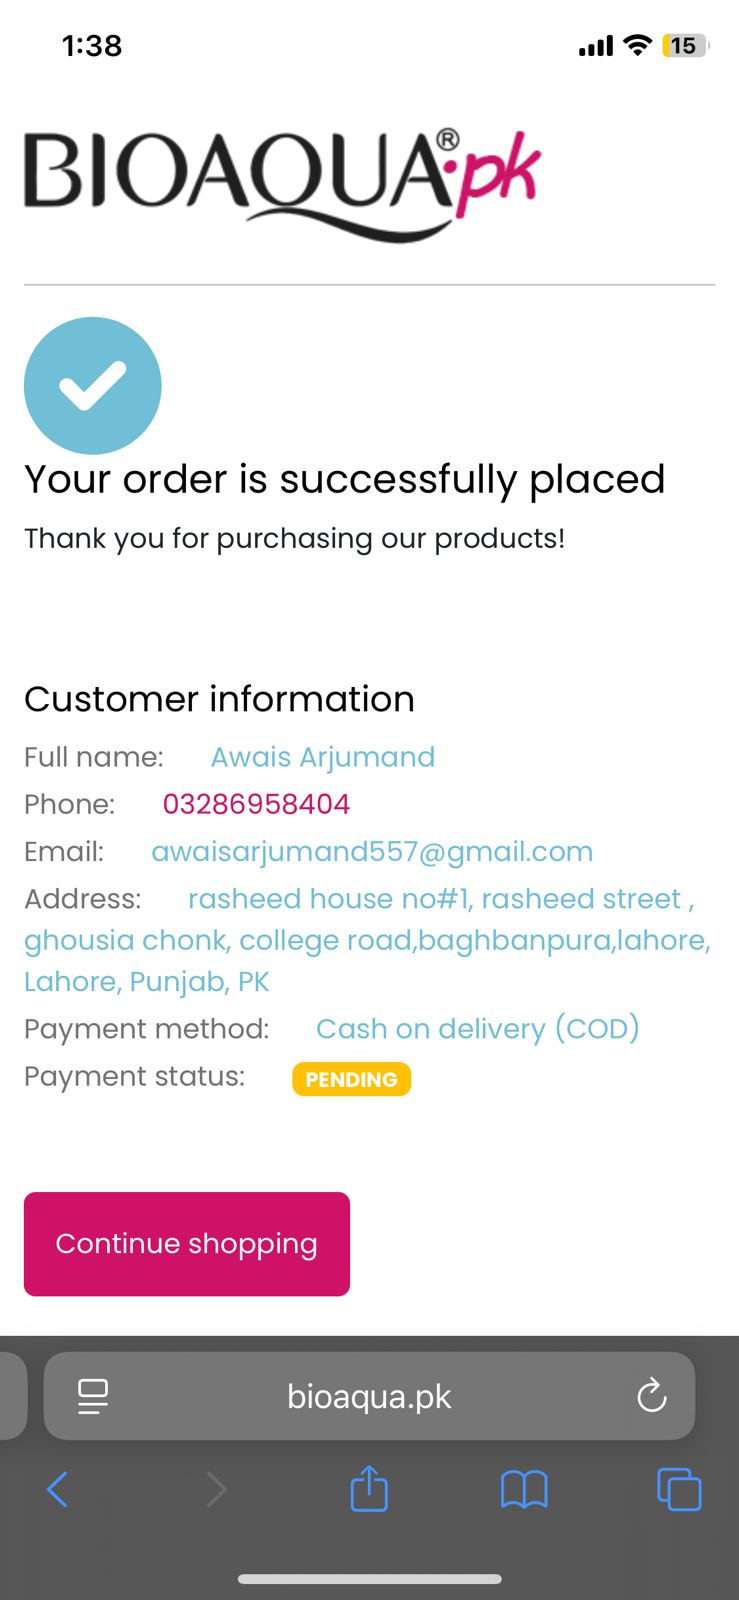 1:38
15
BIOAQUA®.pk
Your order is successfully placed
Thank you for purchasing our products!
Customer information
Full name: Awais Arjumand
Phone: 03286958404
Email: awaisarjumand557@gmail.com
Address: rasheed house no#1, rasheed street ,
ghousia chonk, college road,baghbanpura,lahore,
Lahore, Punjab, PK
Payment method: Cash on delivery (COD)
Payment status: PENDING
Continue shopping
bioaqua.pk